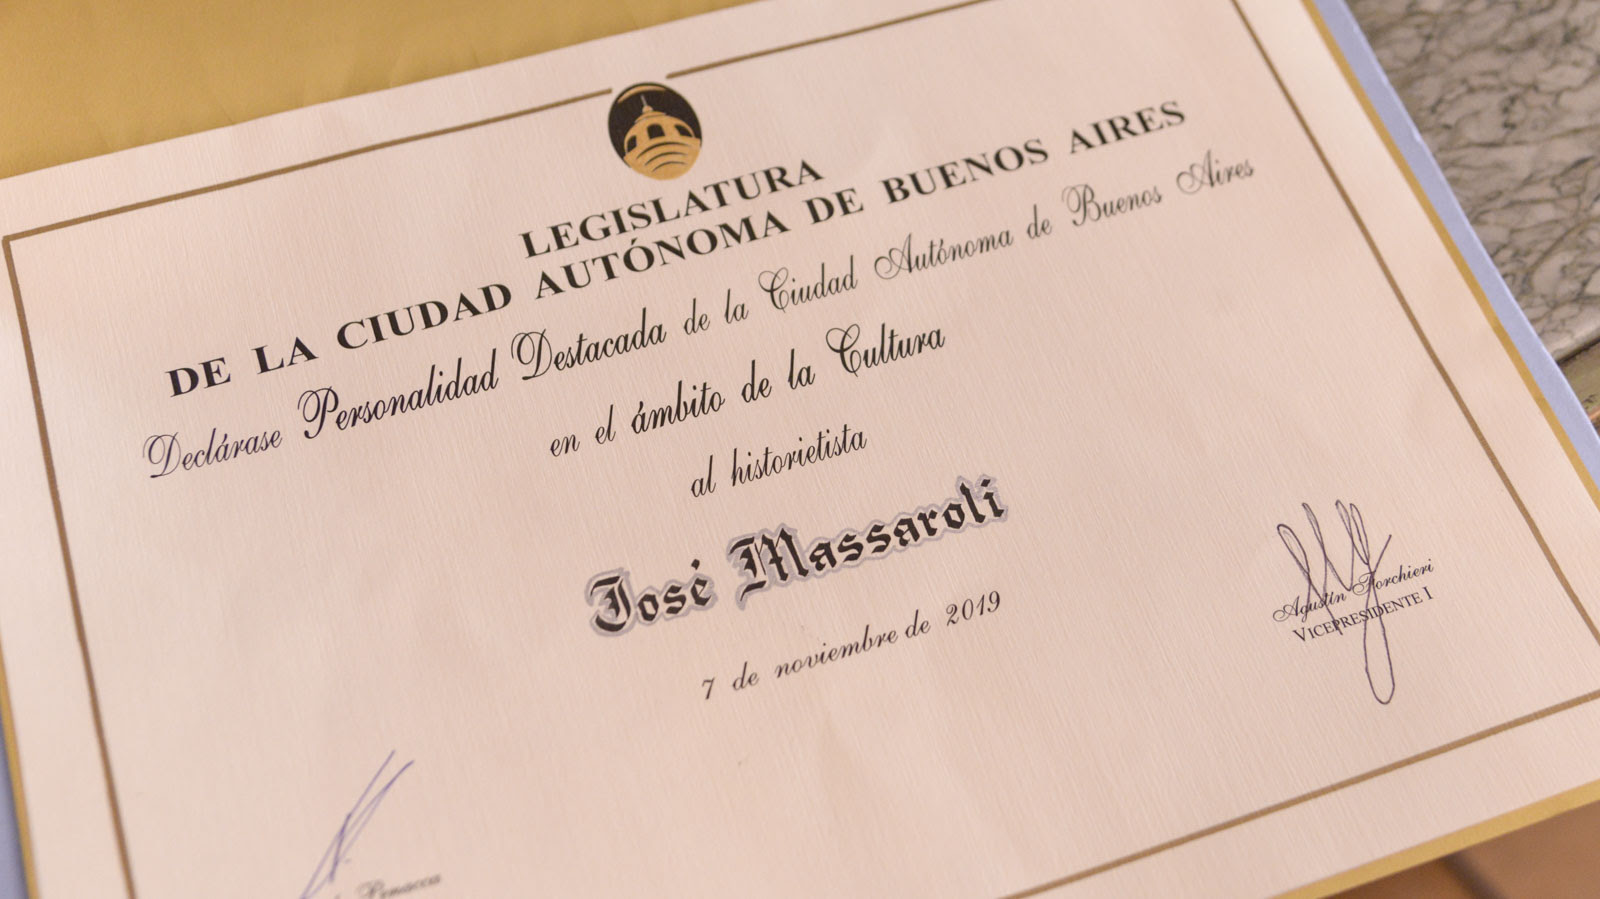 LEGISLATURA
DE LA CIUDAD AUTÓNOMA DE BUENOS AIRES
Declárase Personalidad Destacada de la Ciudad Autónoma de Buenos Aires
en el ámbito de la Cultura
al historietista
José Massaroli
7 de noviembre de 2019
Agustín Forchieri
VICEPRESIDENTE I